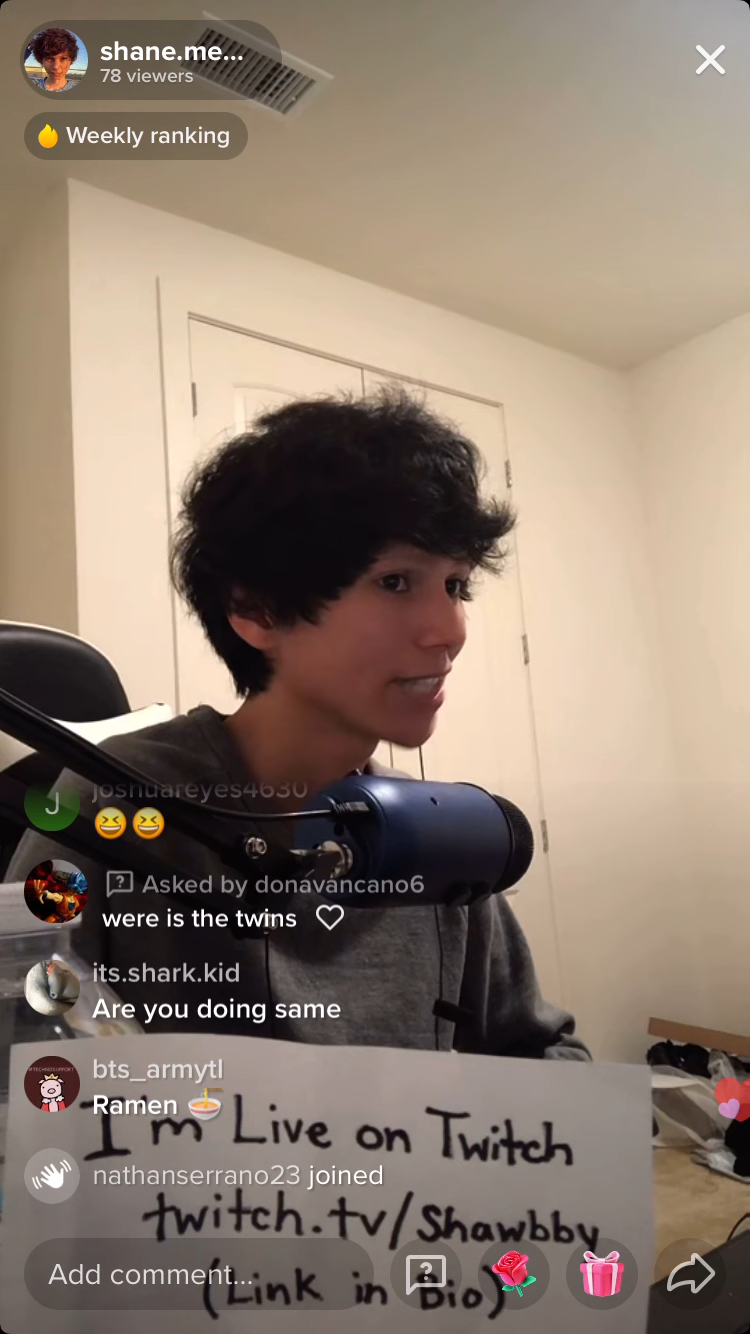 shane.me...
78 viewers
Weekly ranking
joshuareyes4630
J
😆😆
Asked by donavancano6
were is the twins
its.shark.kid
Are you doing same
bts_armytl
Ramen 🍜
I'm Live on Twitch
nathanserrano23 joined
twitch.tv/Shawbby
Add comment...
(Link in Bio)